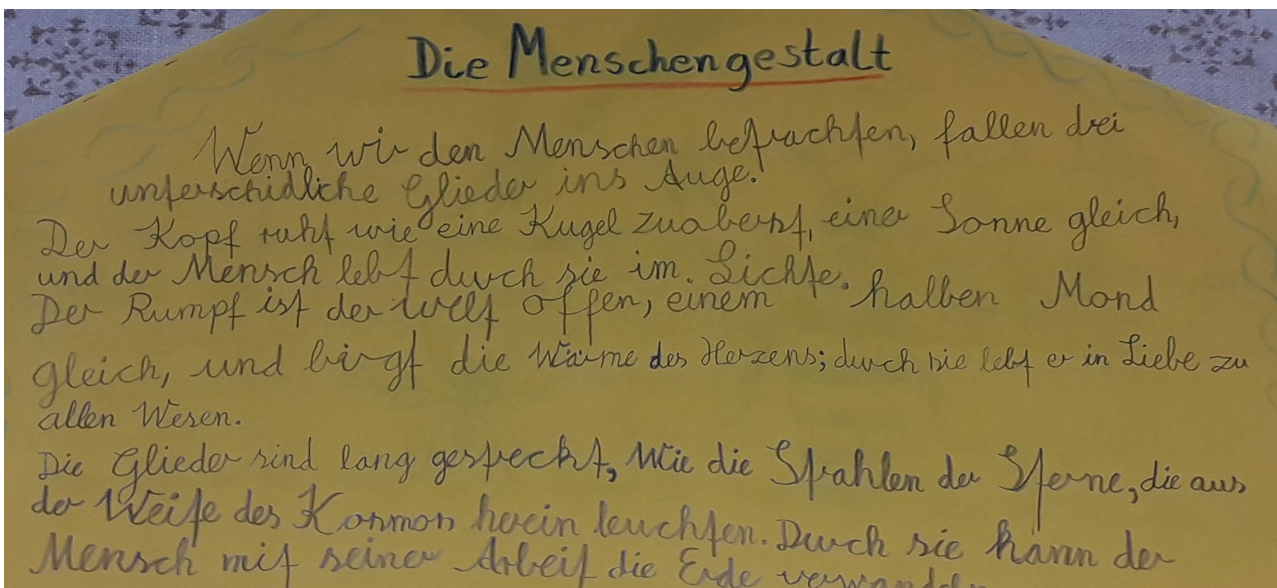 Die Menschengestalt
Wenn wir den Menschen betrachten, fallen drei
unterschidliche Glieder ins Auge.
Der Kopf ruht wie eine Kugel zuoberst, einer Sonne gleich,
und der Mensch lebt durch sie im. Lichte.
Der Rumpf ist der Welt offen, einem halben Mond
gleich, und birgt die Wärme des Herzens; durch sie lebt er in Liebe zu
allen Wesen.
Die Glieder sind lang gestreckt, Wie die Strahlen der Sterne, die aus
der Weite des Kosmos herein leuchten. Durch sie kann der
Mensch mit seiner Arbeit die Erde verwandeln